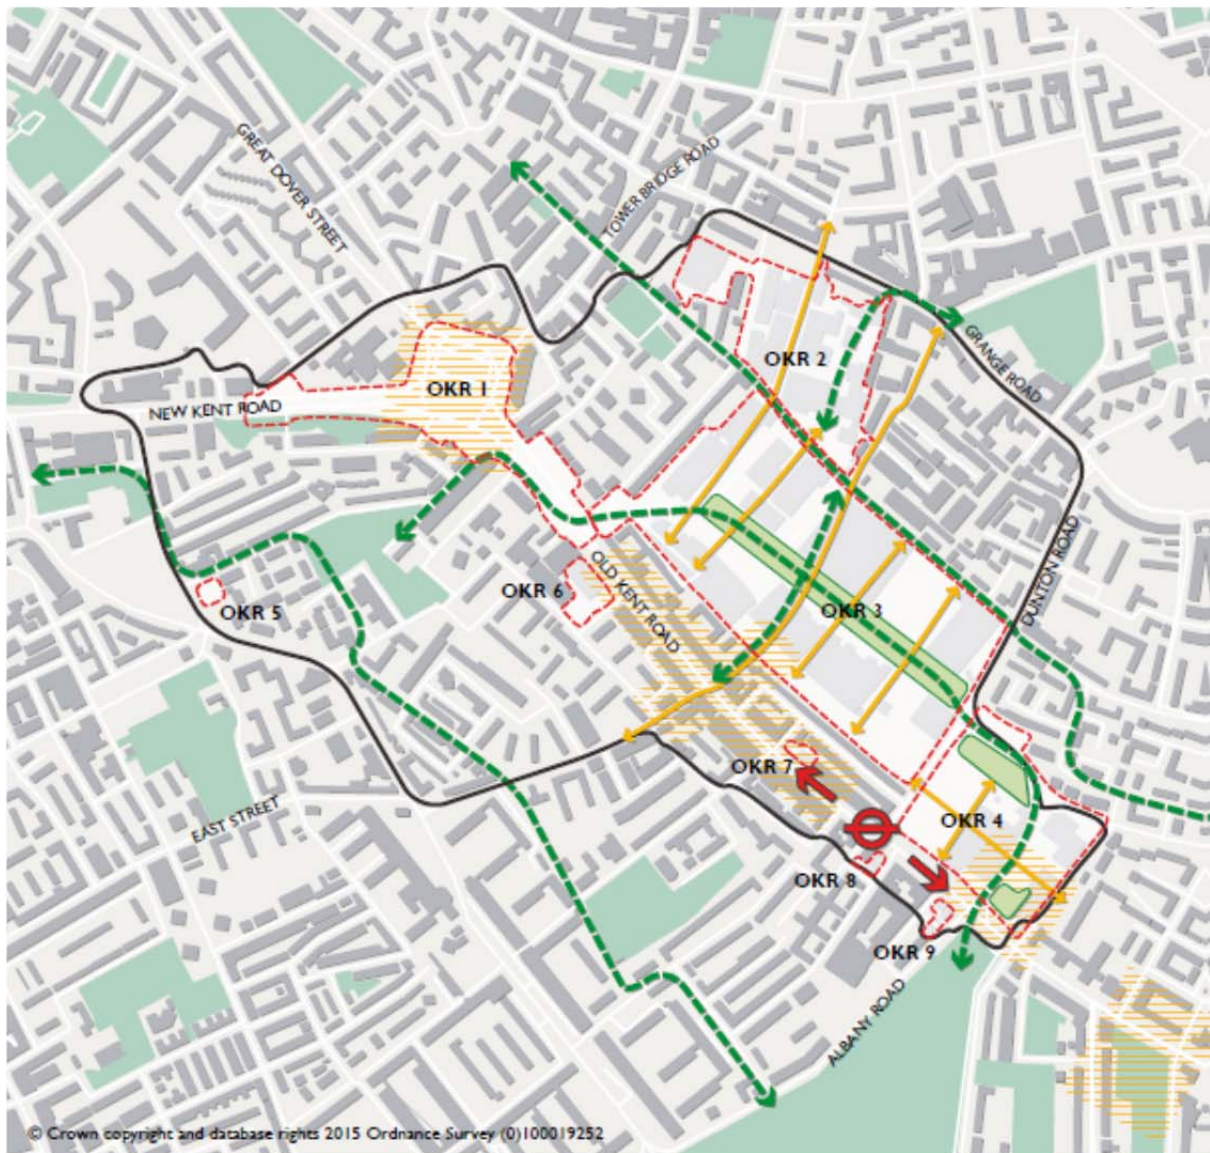 GREAT DOVER STREET
TOWER BRIDGE ROAD
OKR 2
GRANGE ROAD
OKR 1
NEW KENT ROAD
DUNTON ROAD
OLD KENT ROAD
OKR 6
OKR 5
OKR 3
OKR 7
EAST STREET
OKR 4
OKR 8
OKR 9
ALBANY ROAD
© Crown copyright and database rights 2015 Ordnance Survey (0)100019252